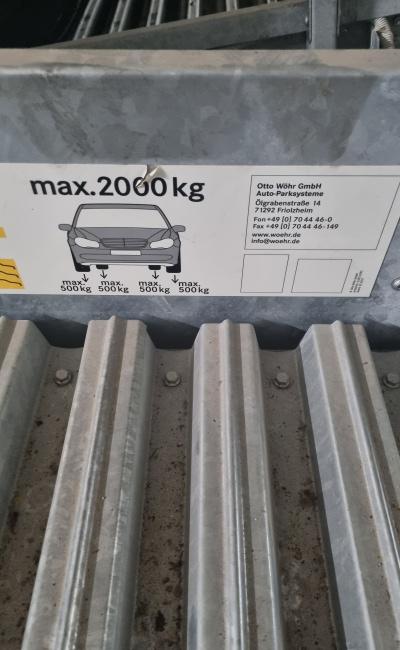 max.2000kg
max. max. max. max.
500kg 500kg 500kg 500kg
Otto Wöhr GmbH
Auto-Parksysteme
Ölgrabenstraße 14
71292 Friolzheim
Fon +49 [0] 70 44 46-0
Fax +49 [0] 70 44 46-149
www.woehr.de
info@woehr.de